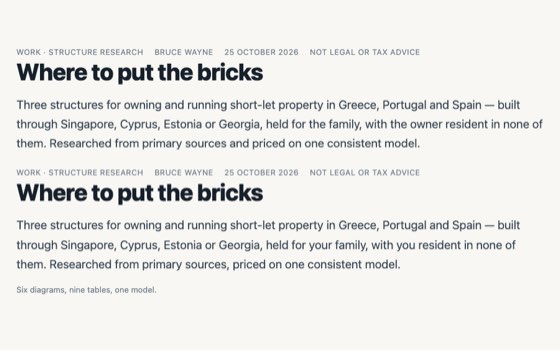 WORK · STRUCTURE RESEARCH BRUCE WAYNE 25 OCTOBER 2026 NOT LEGAL OR TAX ADVICE
Where to put the bricks
Three structures for owning and running short-let property in Greece, Portugal and Spain — built
through Singapore, Cyprus, Estonia or Georgia, held for the family, with the owner resident in none of
them. Researched from primary sources and priced on one consistent model.
WORK · STRUCTURE RESEARCH BRUCE WAYNE 25 OCTOBER 2026 NOT LEGAL OR TAX ADVICE
Where to put the bricks
Three structures for owning and running short-let property in Greece, Portugal and Spain — built
through Singapore, Cyprus, Estonia or Georgia, held for your family, with you resident in none of
them. Researched from primary sources, priced on one consistent model.
Six diagrams, nine tables, one model.